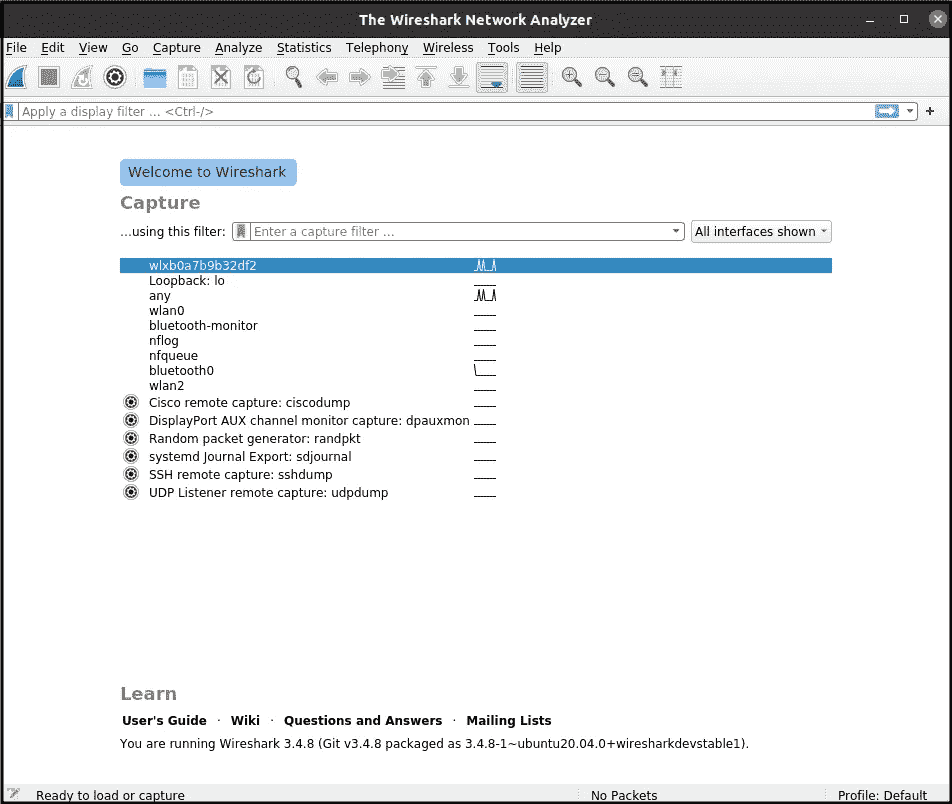 The Wireshark Network Analyzer
File Edit View Go Capture Analyze Statistics Telephony Wireless Tools Help
Apply a display filter ... <Ctrl-/>
Welcome to Wireshark
Capture
...using this filter: Enter a capture filter ... All interfaces shown
wlxb0a7b9b32df2
Loopback: lo
any
wlan0
bluetooth-monitor
nflog
nfqueue
bluetooth0
wlan2
Cisco remote capture: ciscodump
DisplayPort AUX channel monitor capture: dpauxmon
Random packet generator: randpkt
systemd Journal Export: sdjournal
SSH remote capture: sshdump
UDP Listener remote capture: udpdump
Learn
User's Guide · Wiki · Questions and Answers · Mailing Lists
You are running Wireshark 3.4.8 (Git v3.4.8 packaged as 3.4.8-1~ubuntu20.04.0+wiresharkdevstable1).
Ready to load or capture No Packets Profile: Default